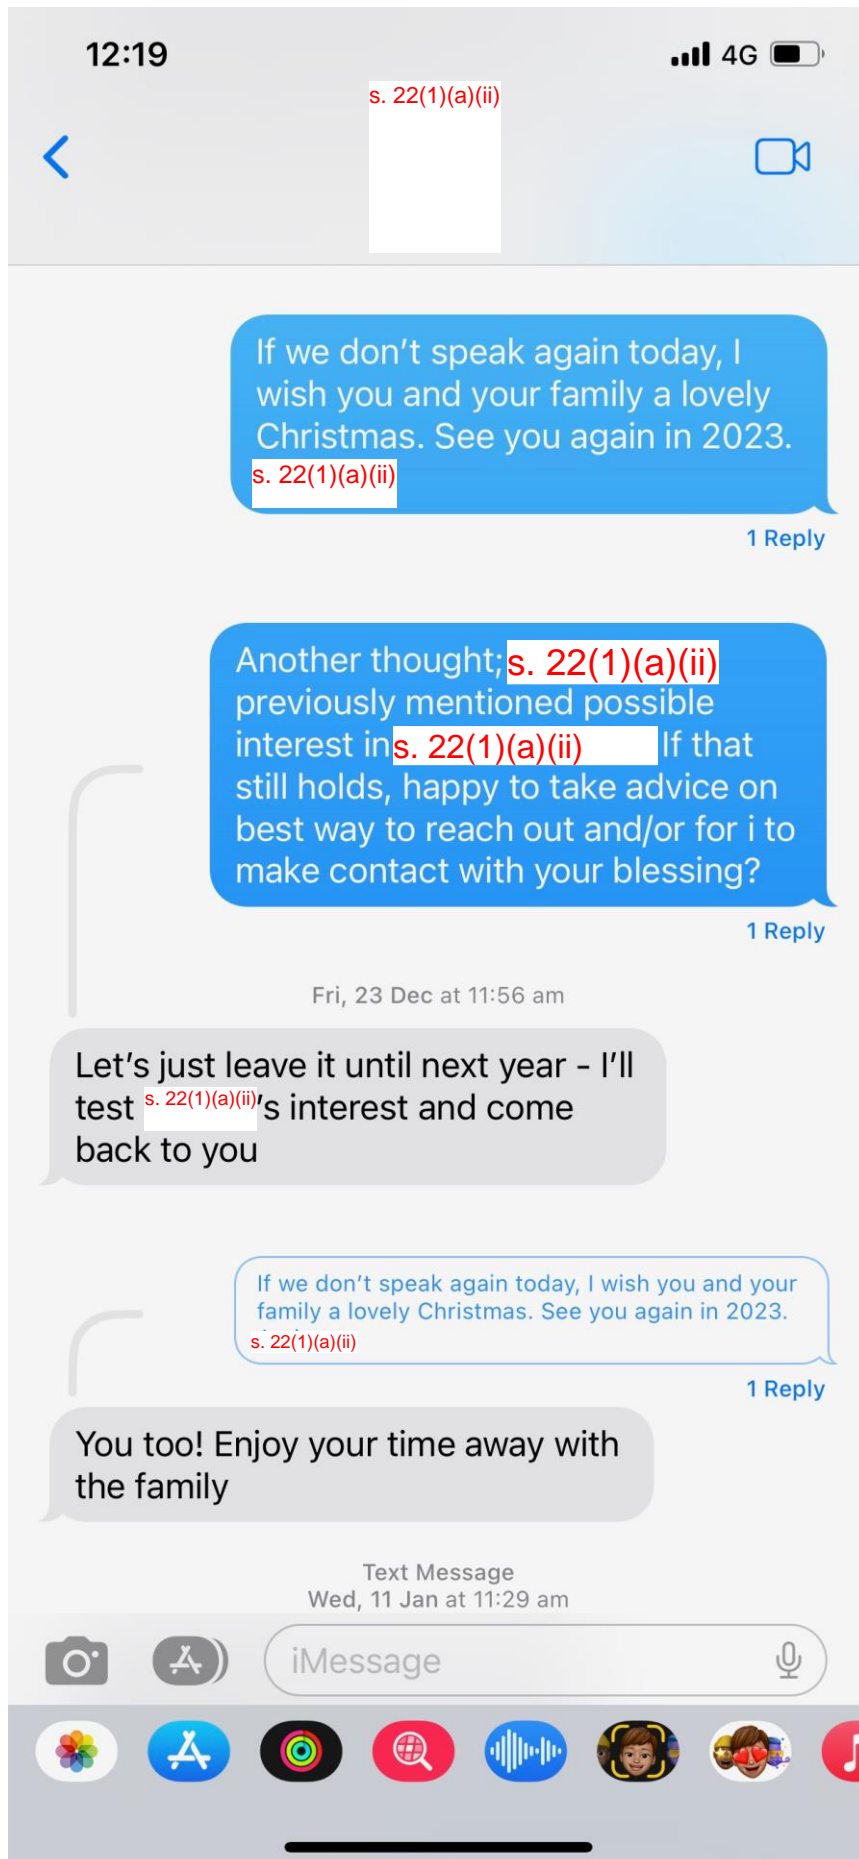 12:19
4G
s. 22(1)(a)(ii)
If we don't speak again today, I
wish you and your family a lovely
Christmas. See you again in 2023.
s. 22(1)(a)(ii)
1 Reply
Another thought; s. 22(1)(a)(ii)
previously mentioned possible
interest in s. 22(1)(a)(ii) If that
still holds, happy to take advice on
best way to reach out and/or for i to
make contact with your blessing?
1 Reply
Fri, 23 Dec at 11:56 am
Let's just leave it until next year - I'll
test s. 22(1)(a)(ii)'s interest and come
back to you
If we don't speak again today, I wish you and your
family a lovely Christmas. See you again in 2023.
s. 22(1)(a)(ii)
1 Reply
You too! Enjoy your time away with
the family
Text Message
Wed, 11 Jan at 11:29 am
iMessage